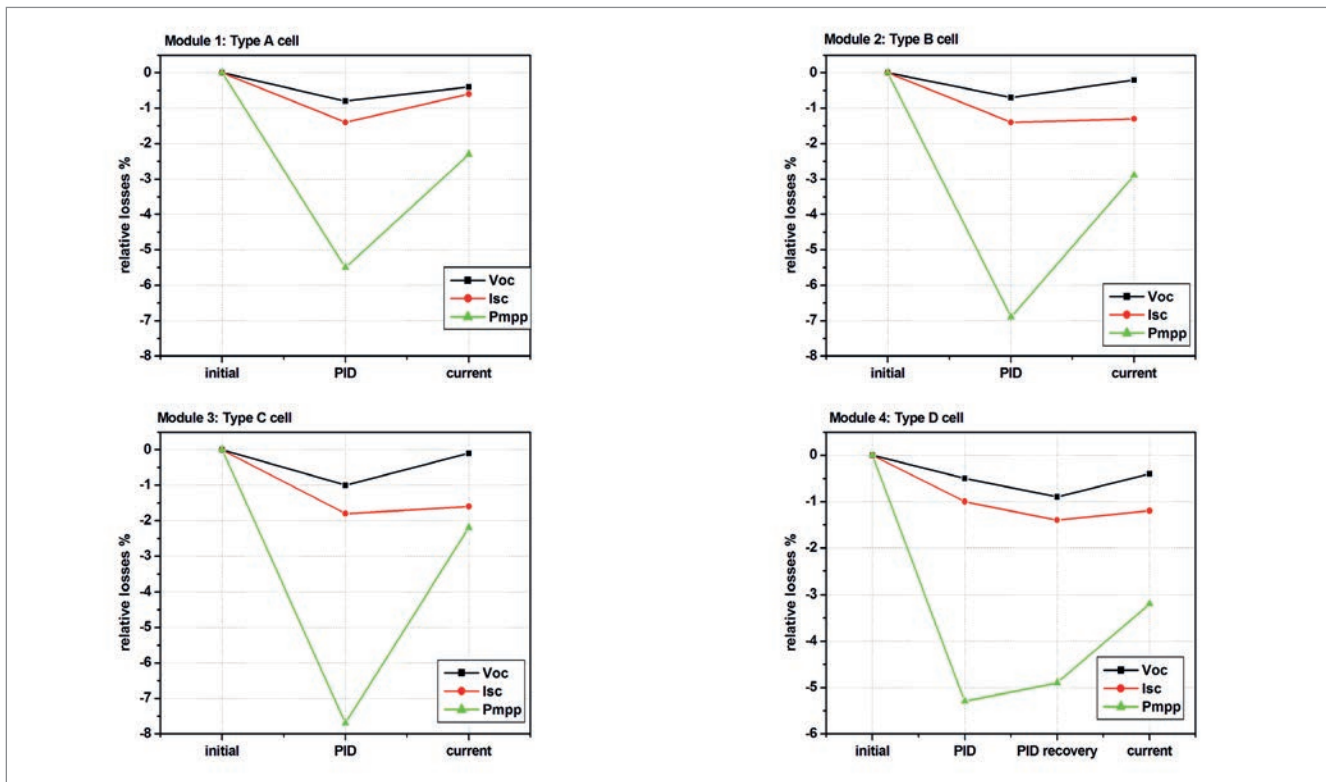 Module 1: Type A cell
0
-1
-2
-3
-4
-5
-6
-7
-8
relative losses %
Voc
Isc
Pmpp
initial PID current
Module 2: Type B cell
0
-1
-2
-3
-4
-5
-6
-7
-8
relative losses %
Voc
Isc
Pmpp
initial PID current
Module 3: Type C cell
0
-1
-2
-3
-4
-5
-6
-7
-8
relative losses %
Voc
Isc
Pmpp
initial PID current
Module 4: Type D cell
0
-1
-2
-3
-4
-5
-6
relative losses %
Voc
Isc
Pmpp
initial PID PID recovery current